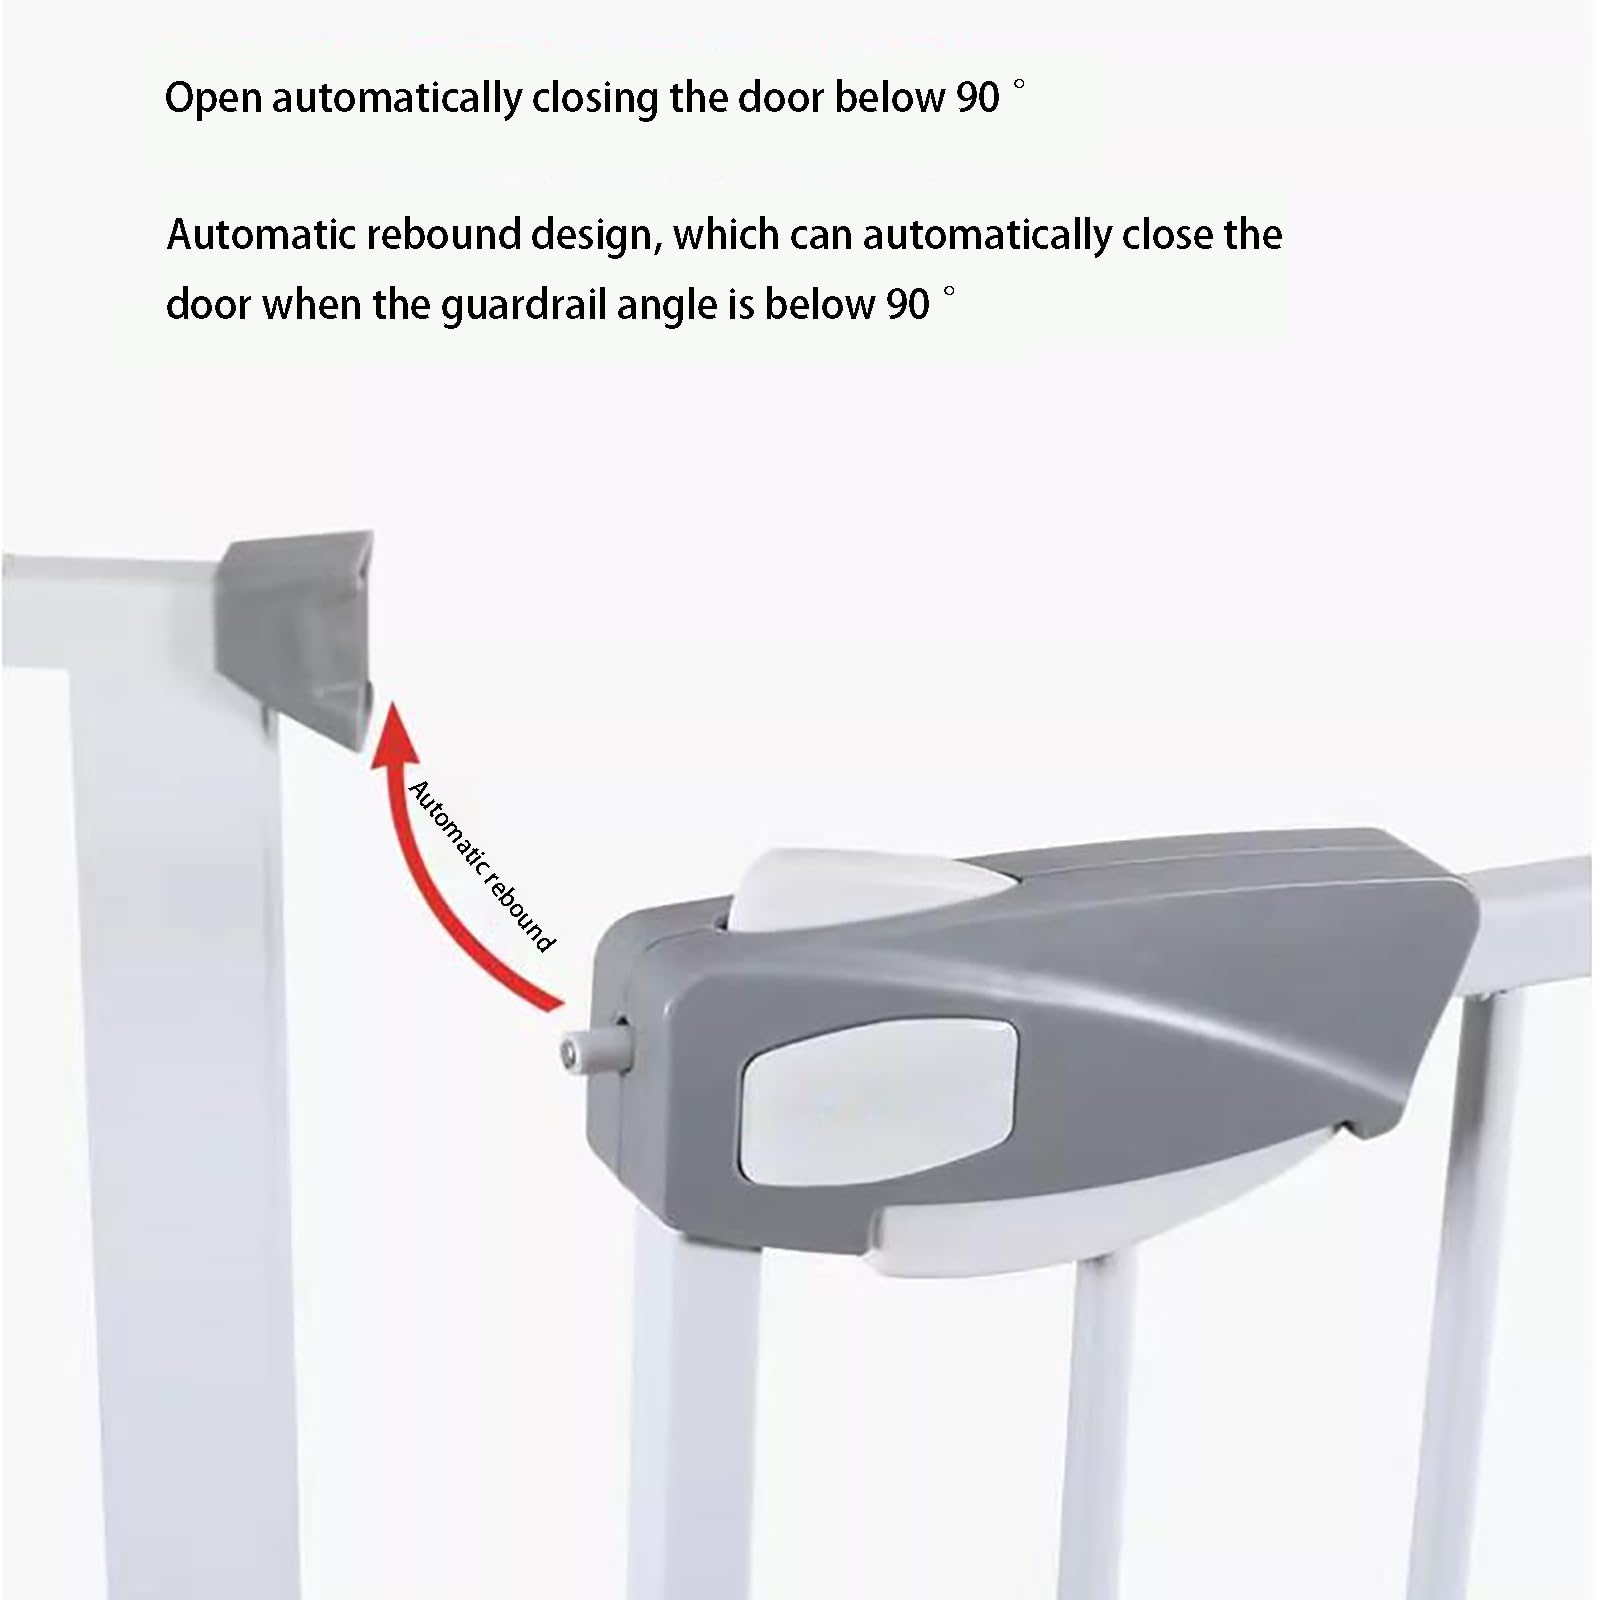 Open automatically closing the door below 90 °
Automatic rebound design, which can automatically close the
door when the guardrail angle is below 90 °
Automatic rebound